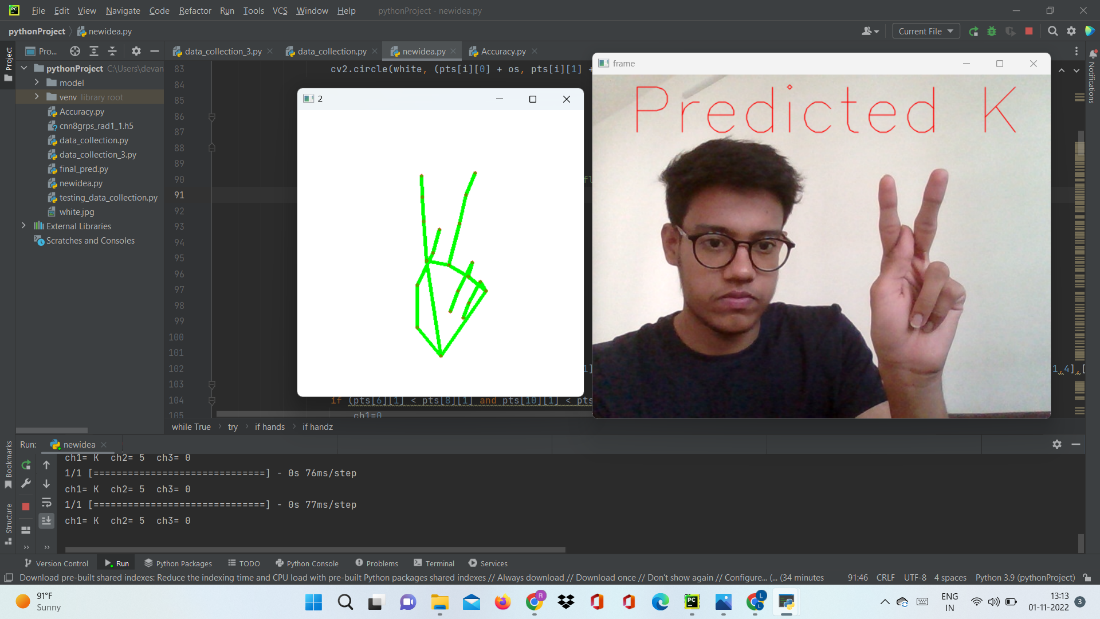 File Edit View Navigate Code Refactor Run Tools VCS Window Help pythonProject - newidea.py
pythonProject newidea.py Current File
Pro... data_collection_3.py data_collection.py newidea.py Accuracy.py
Project
Notifications
pythonProject C:\Users\devan
model
venv library root
Accuracy.py
cnn8grps_rad1_1.h5
data_collection.py
data_collection_3.py
final_pred.py
newidea.py
testing_data_collection.py
white.jpg
External Libraries
Scratches and Consoles
83 cv2.circle(white, (pts[i][0] + os, pts[i][1] +
84
85
86
87
88
89
90
91
92
93
94
95
96
97
98
99
100
101
102
103
104 if (pts[6][1] < pts[8][1] and pts[10][1] < pts
105 ch1=0
2
frame
Predicted K
while True try if hands if handz
Run: newidea
ch1= K ch2= 5 ch3= 0
1/1 [==============================] - 0s 76ms/step
ch1= K ch2= 5 ch3= 0
1/1 [==============================] - 0s 77ms/step
ch1= K ch2= 5 ch3= 0
Bookmarks
Structure
Version Control Run Python Packages TODO Python Console Problems Terminal Services
Download pre-built shared indexes: Reduce the indexing time and CPU load with pre-built Python packages shared indexes // Always download // Download once // Don't show again // Configure... (34 minutes 91:46 CRLF UTF-8 4 spaces Python 3.9 (pythonProject)
91°F
Sunny
ENG
IN
13:13
01-11-2022
3